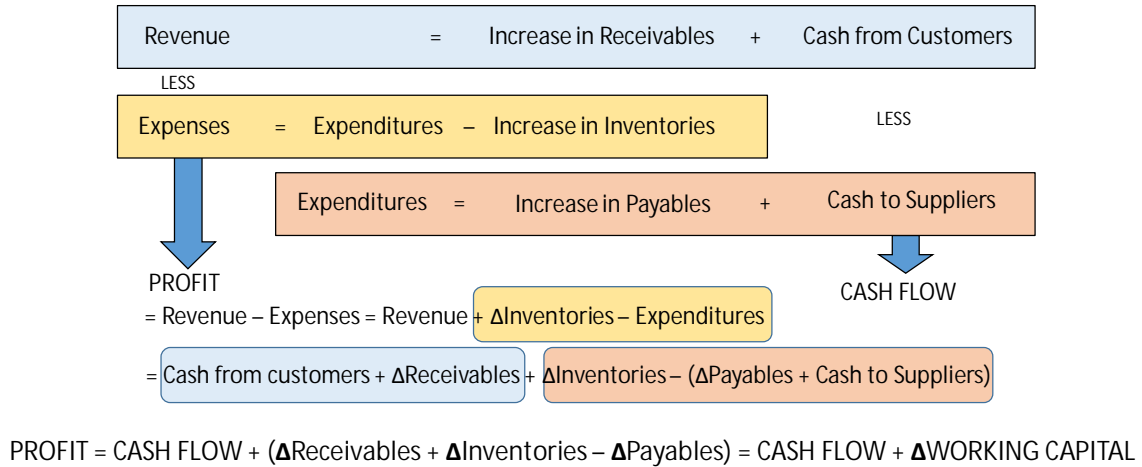 Revenue = Increase in Receivables + Cash from Customers
LESS
Expenses = Expenditures – Increase in Inventories
LESS
Expenditures = Increase in Payables + Cash to Suppliers
PROFIT
CASH FLOW
= Revenue – Expenses = Revenue + ΔInventories – Expenditures
= Cash from customers + ΔReceivables + ΔInventories – (ΔPayables + Cash to Suppliers)
PROFIT = CASH FLOW + (ΔReceivables + ΔInventories – ΔPayables) = CASH FLOW + ΔWORKING CAPITAL